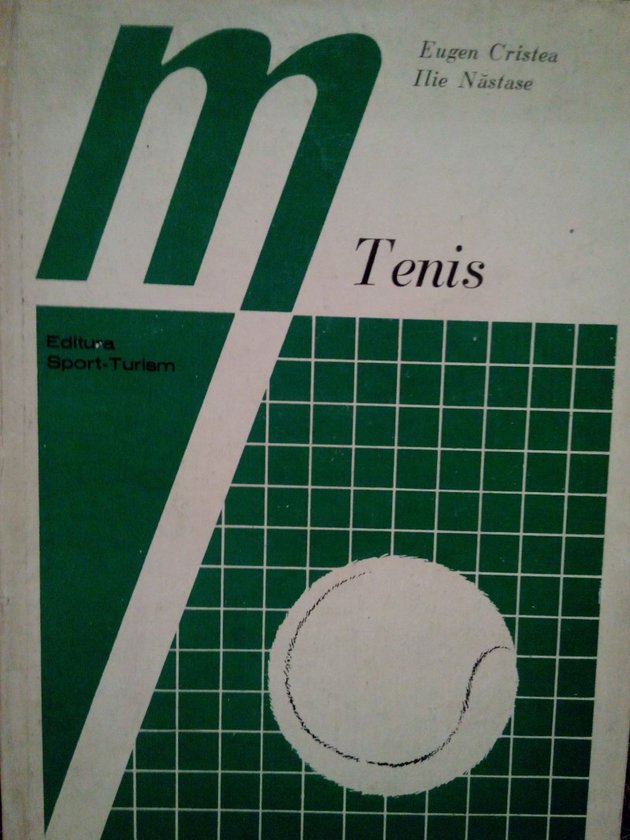 m
Eugen Cristea
Ilie Năstase
Tenis
Editura
Sport-Turism